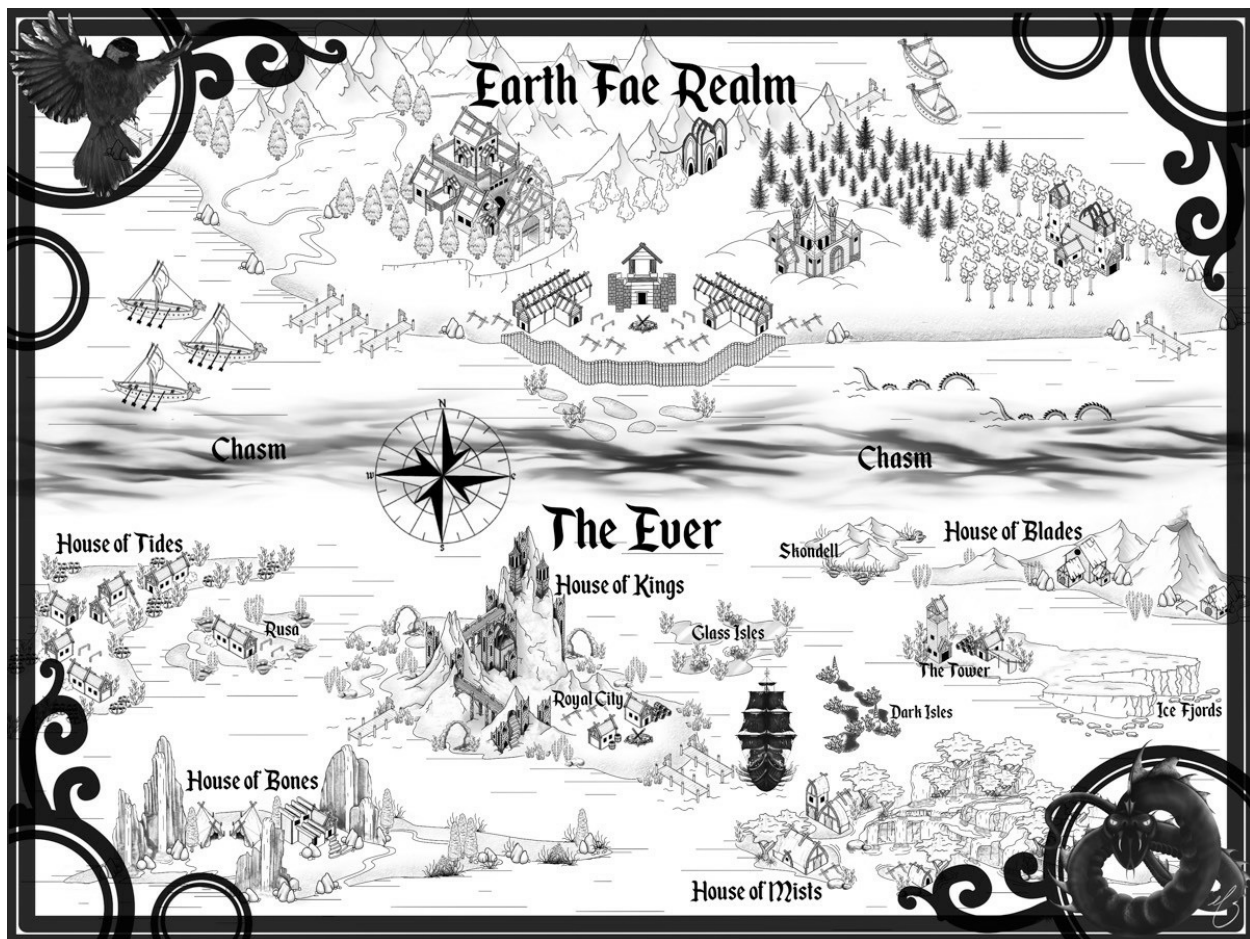 Earth Fae Realm
N
W
E
S
Chasm
Chasm
The Ever
House of Tides
Skondell
House of Blades
House of Kings
Rusa
Glass Isles
The Tower
Royal City
Dark Isles
Ice Fjords
House of Bones
House of Mists